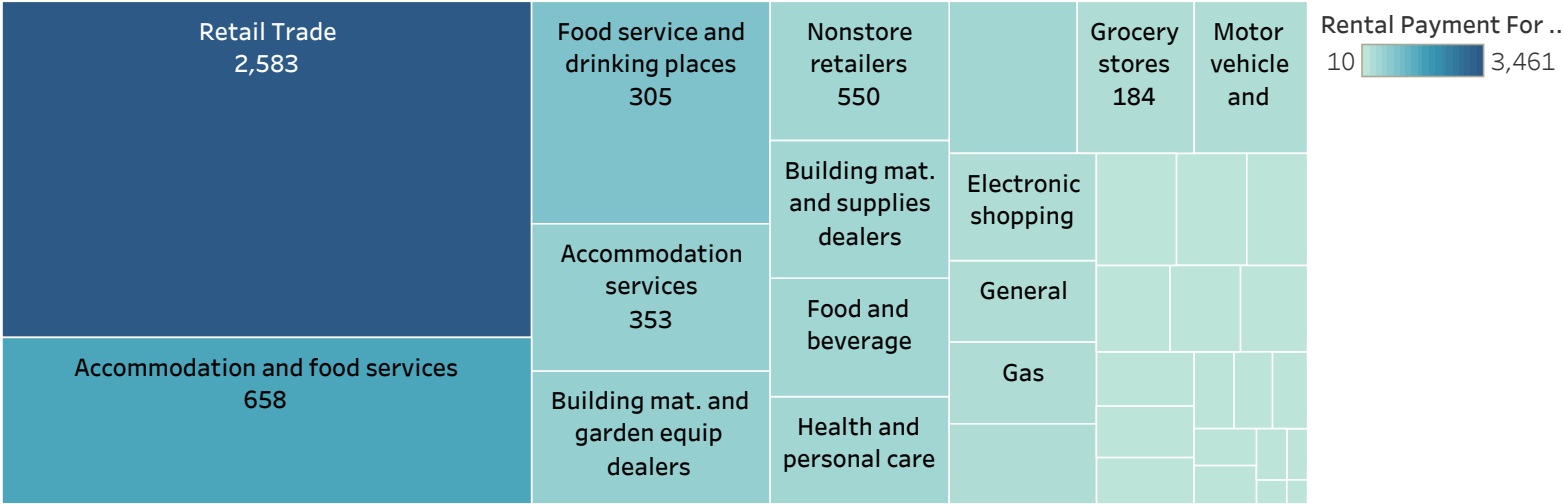 Retail Trade
2,583
Accommodation and food services
658
Food service and
drinking places
305
Accommodation
services
353
Building mat. and
garden equip
dealers
Nonstore
retailers
550
Building mat.
and supplies
dealers
Food and
beverage
Health and
personal care
Electronic
shopping
General
Gas
Grocery
stores
184
Motor
vehicle
and
Rental Payment For ..
10 3,461